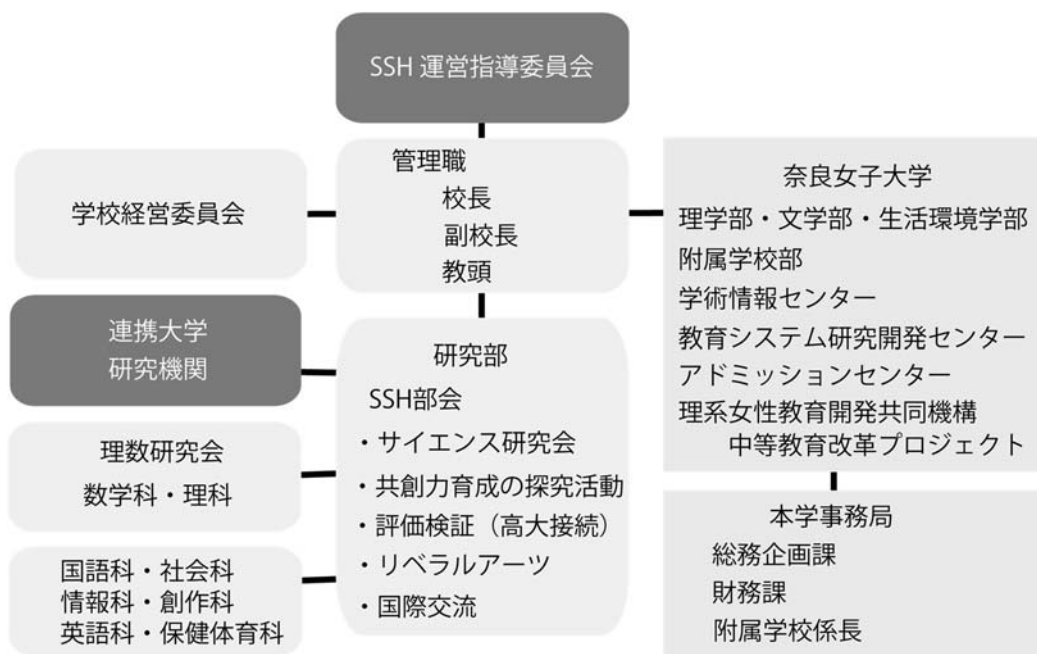 SSH 運営指導委員会
管理職
校長
副校長
教頭
学校経営委員会
奈良女子大学
理学部・文学部・生活環境学部
附属学校部
学術情報センター
教育システム研究開発センター
アドミッションセンター
理系女性教育開発共同機構
中等教育改革プロジェクト
連携大学
研究機関
研究部
SSH部会
・サイエンス研究会
・共創力育成の探究活動
・評価検証（高大接続）
・リベラルアーツ
・国際交流
理数研究会
数学科・理科
国語科・社会科
情報科・創作科
英語科・保健体育科
本学事務局
総務企画課
財務課
附属学校係長